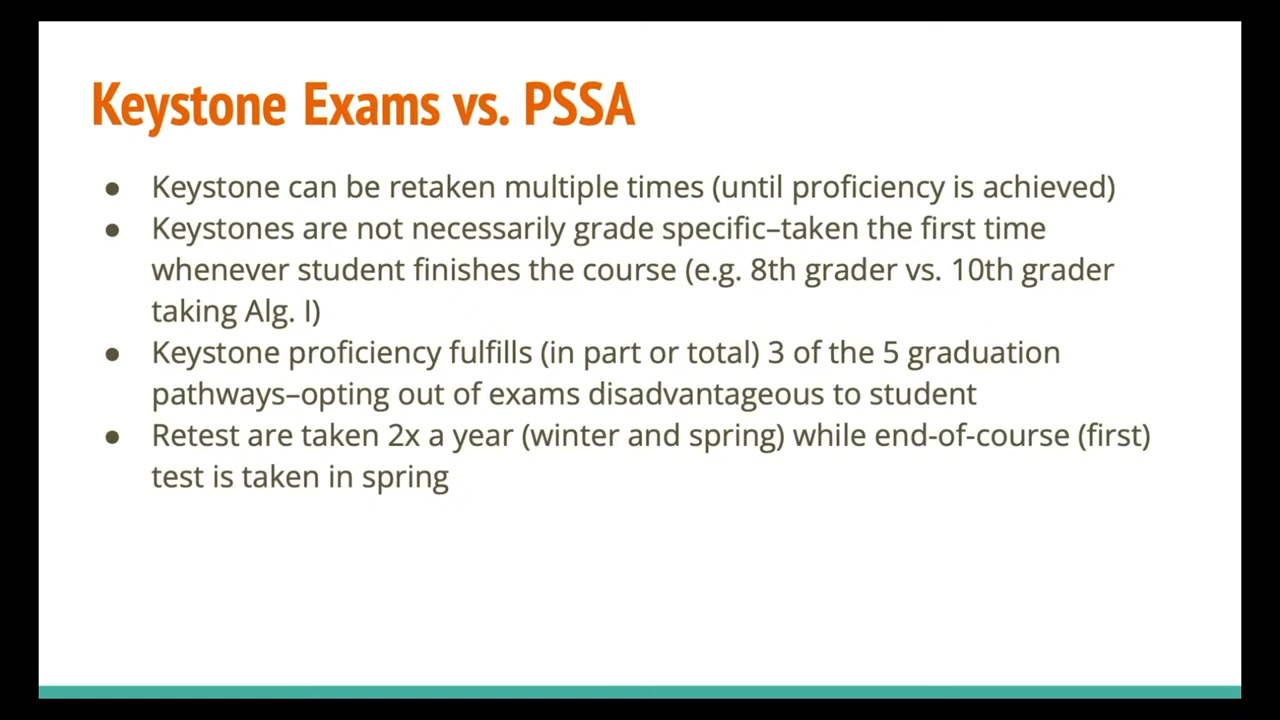 Keystone Exams vs. PSSA
● Keystone can be retaken multiple times (until proficiency is achieved)
● Keystones are not necessarily grade specific–taken the first time
whenever student finishes the course (e.g. 8th grader vs. 10th grader
taking Alg. I)
● Keystone proficiency fulfills (in part or total) 3 of the 5 graduation
pathways–opting out of exams disadvantageous to student
● Retest are taken 2x a year (winter and spring) while end-of-course (first)
test is taken in spring